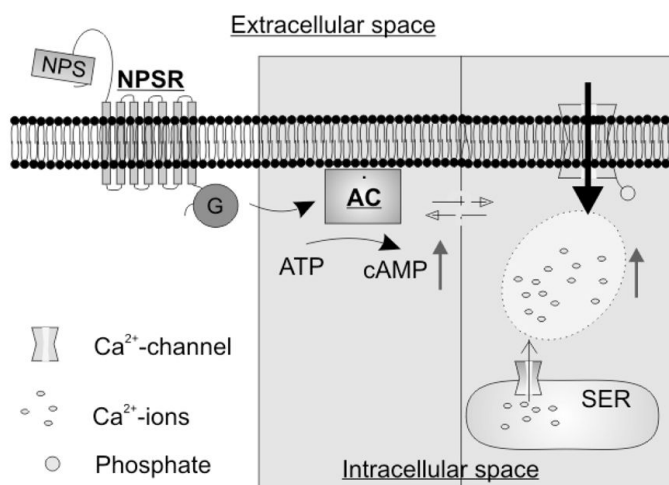 Extracellular space
NPS
NPSR
G
AC
ATP
cAMP
Ca²⁺-channel
Ca²⁺-ions
Phosphate
SER
Intracellular space